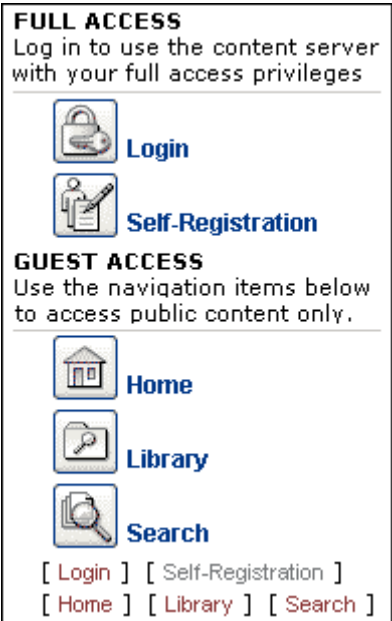 FULL ACCESS
Log in to use the content server
with your full access privileges
Login
Self-Registration
GUEST ACCESS
Use the navigation items below
to access public content only.
Home
Library
Search
[ Login ] [ Self-Registration ]
[ Home ] [ Library ] [ Search ]